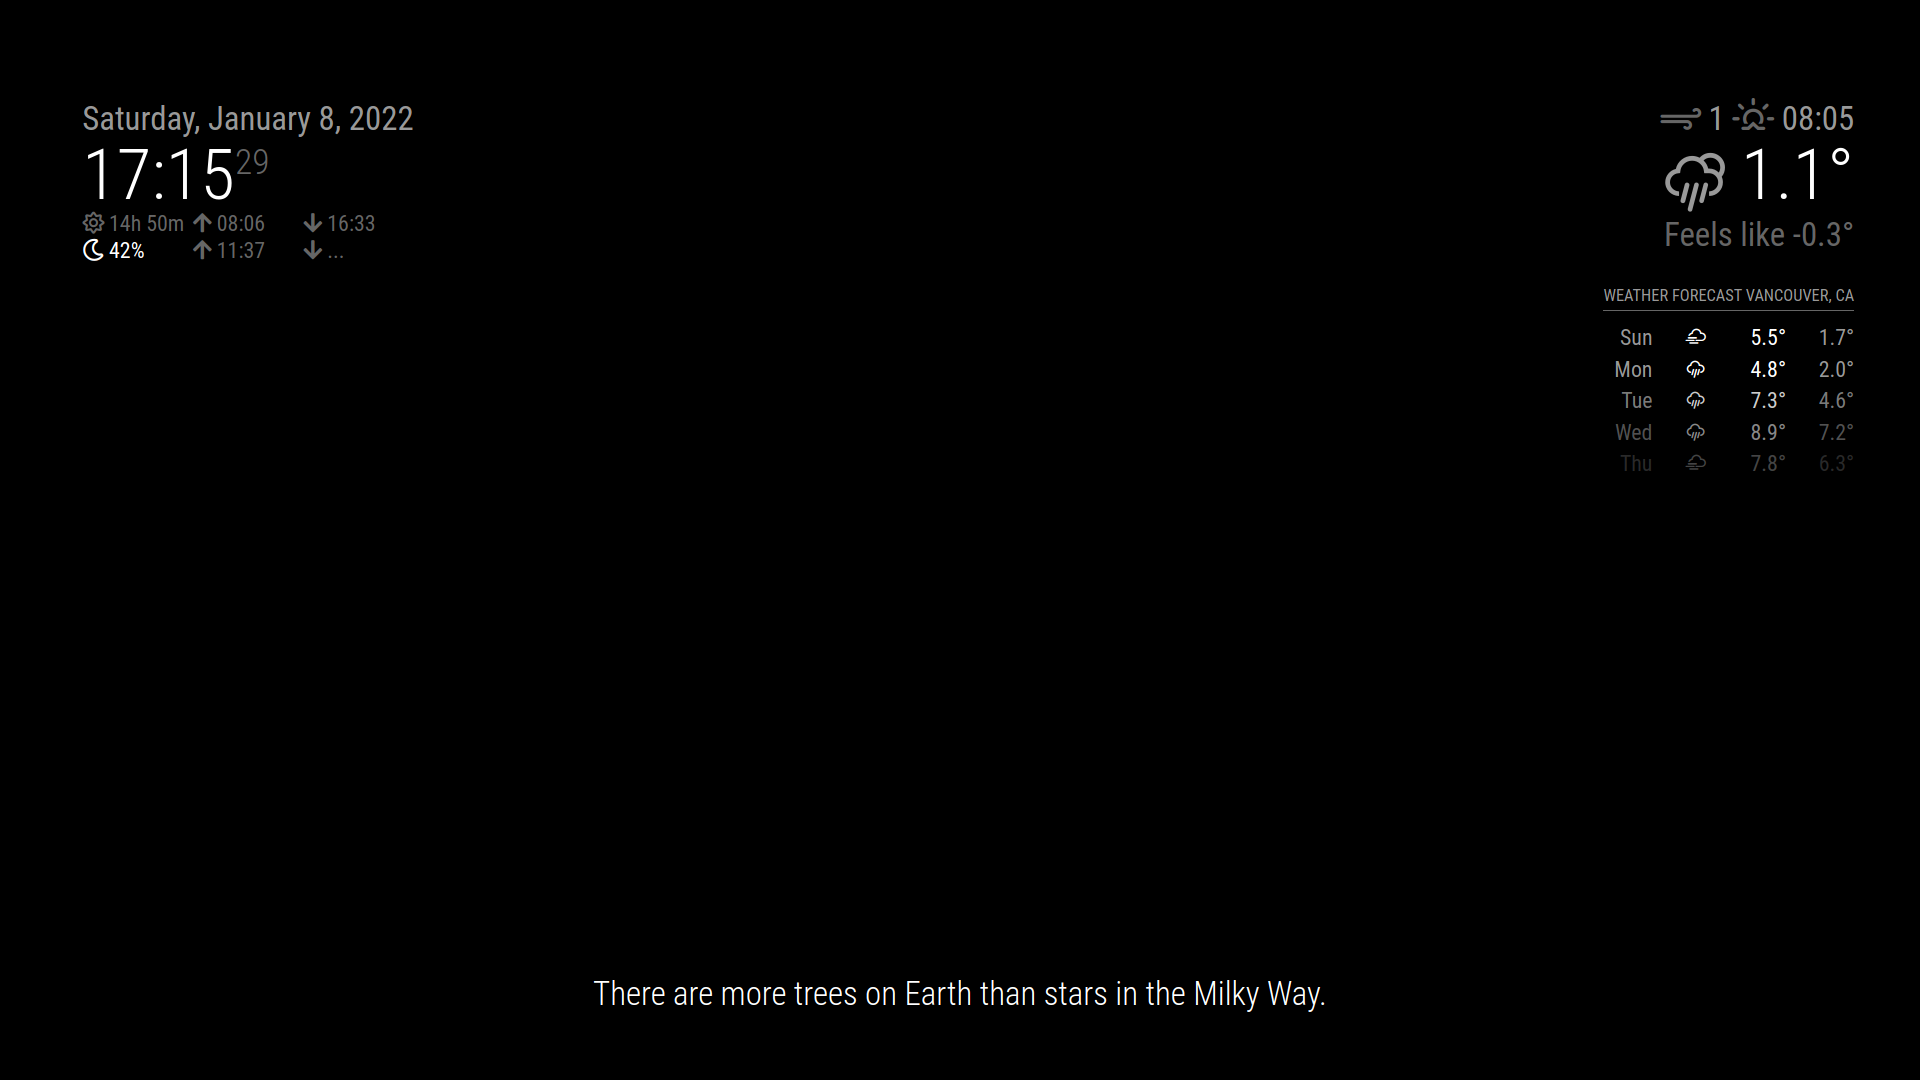 Saturday, January 8, 2022
17:15 29
14h 50m 08:06 16:33
42% 11:37 ...
1 08:05
1.1°
Feels like -0.3°
WEATHER FORECAST VANCOUVER, CA
Sun 5.5° 1.7°
Mon 4.8° 2.0°
Tue 7.3° 4.6°
Wed 8.9° 7.2°
Thu 7.8° 6.3°
There are more trees on Earth than stars in the Milky Way.